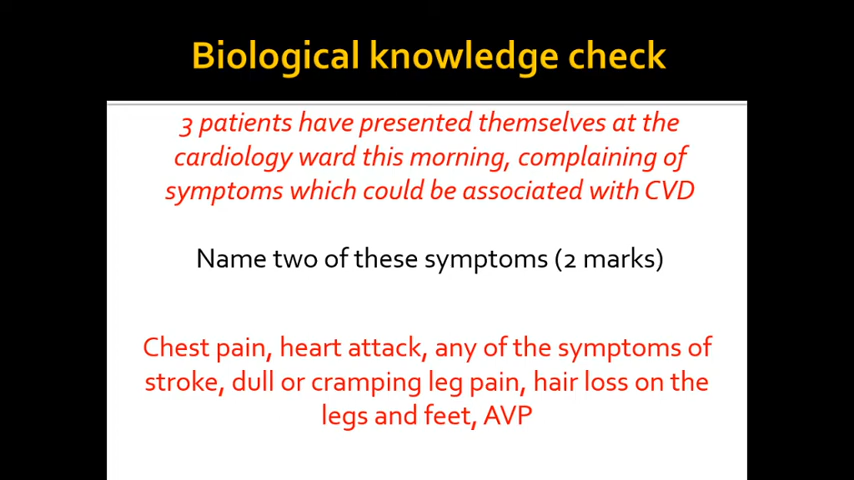 Biological knowledge check
3 patients have presented themselves at the
cardiology ward this morning, complaining of
symptoms which could be associated with CVD
Name two of these symptoms (2 marks)
Chest pain, heart attack, any of the symptoms of
stroke, dull or cramping leg pain, hair loss on the
legs and feet, AVP